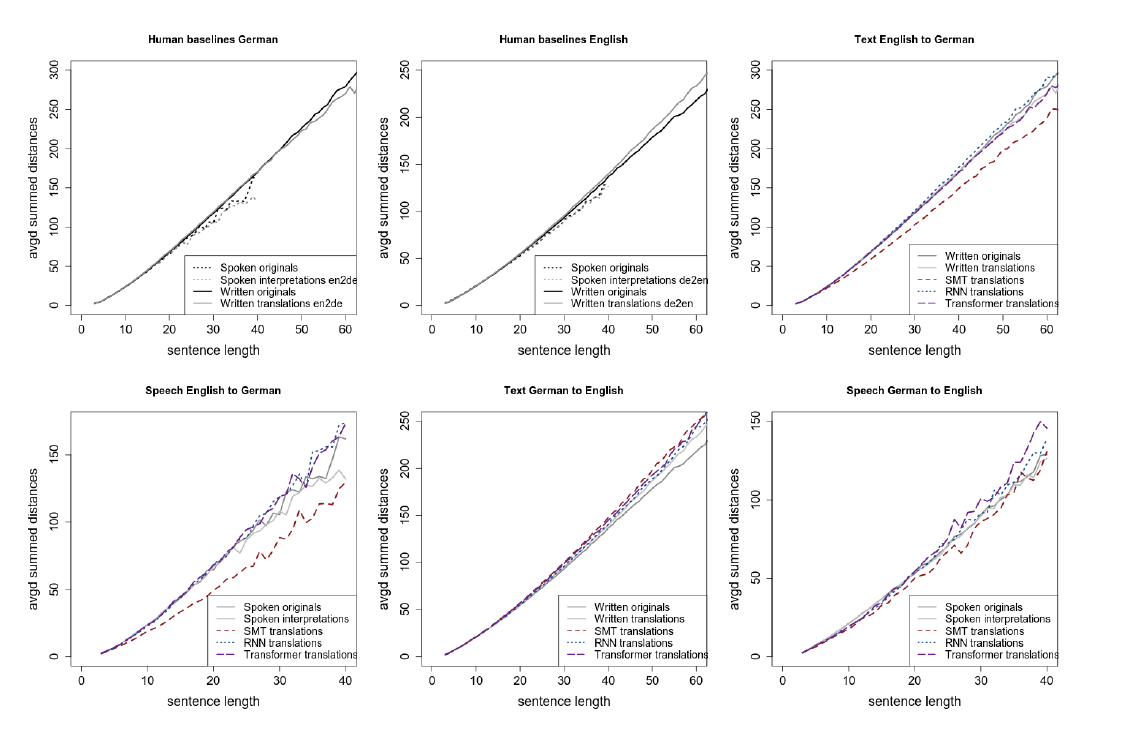 Human baselines German
avgd summed distances
300
250
200
150
100
50
0
Spoken originals
Spoken interpretations en2de
Written originals
Written translations en2de
0 10 20 30 40 50 60
sentence length
Human baselines English
avgd summed distances
250
200
150
100
50
0
Spoken originals
Spoken interpretations de2en
Written originals
Written translations de2en
0 10 20 30 40 50 60
sentence length
Text English to German
avgd summed distances
300
250
200
150
100
50
0
Written originals
Written translations
SMT translations
RNN translations
Transformer translations
0 10 20 30 40 50 60
sentence length
Speech English to German
avgd summed distances
150
100
50
0
Spoken originals
Spoken interpretations
SMT translations
RNN translations
Transformer translations
0 10 20 30 40
sentence length
Text German to English
avgd summed distances
250
200
150
100
50
0
Written originals
Written translations
SMT translations
RNN translations
Transformer translations
0 10 20 30 40 50 60
sentence length
Speech German to English
avgd summed distances
150
100
50
0
Spoken originals
Spoken interpretations
SMT translations
RNN translations
Transformer translations
0 10 20 30 40
sentence length